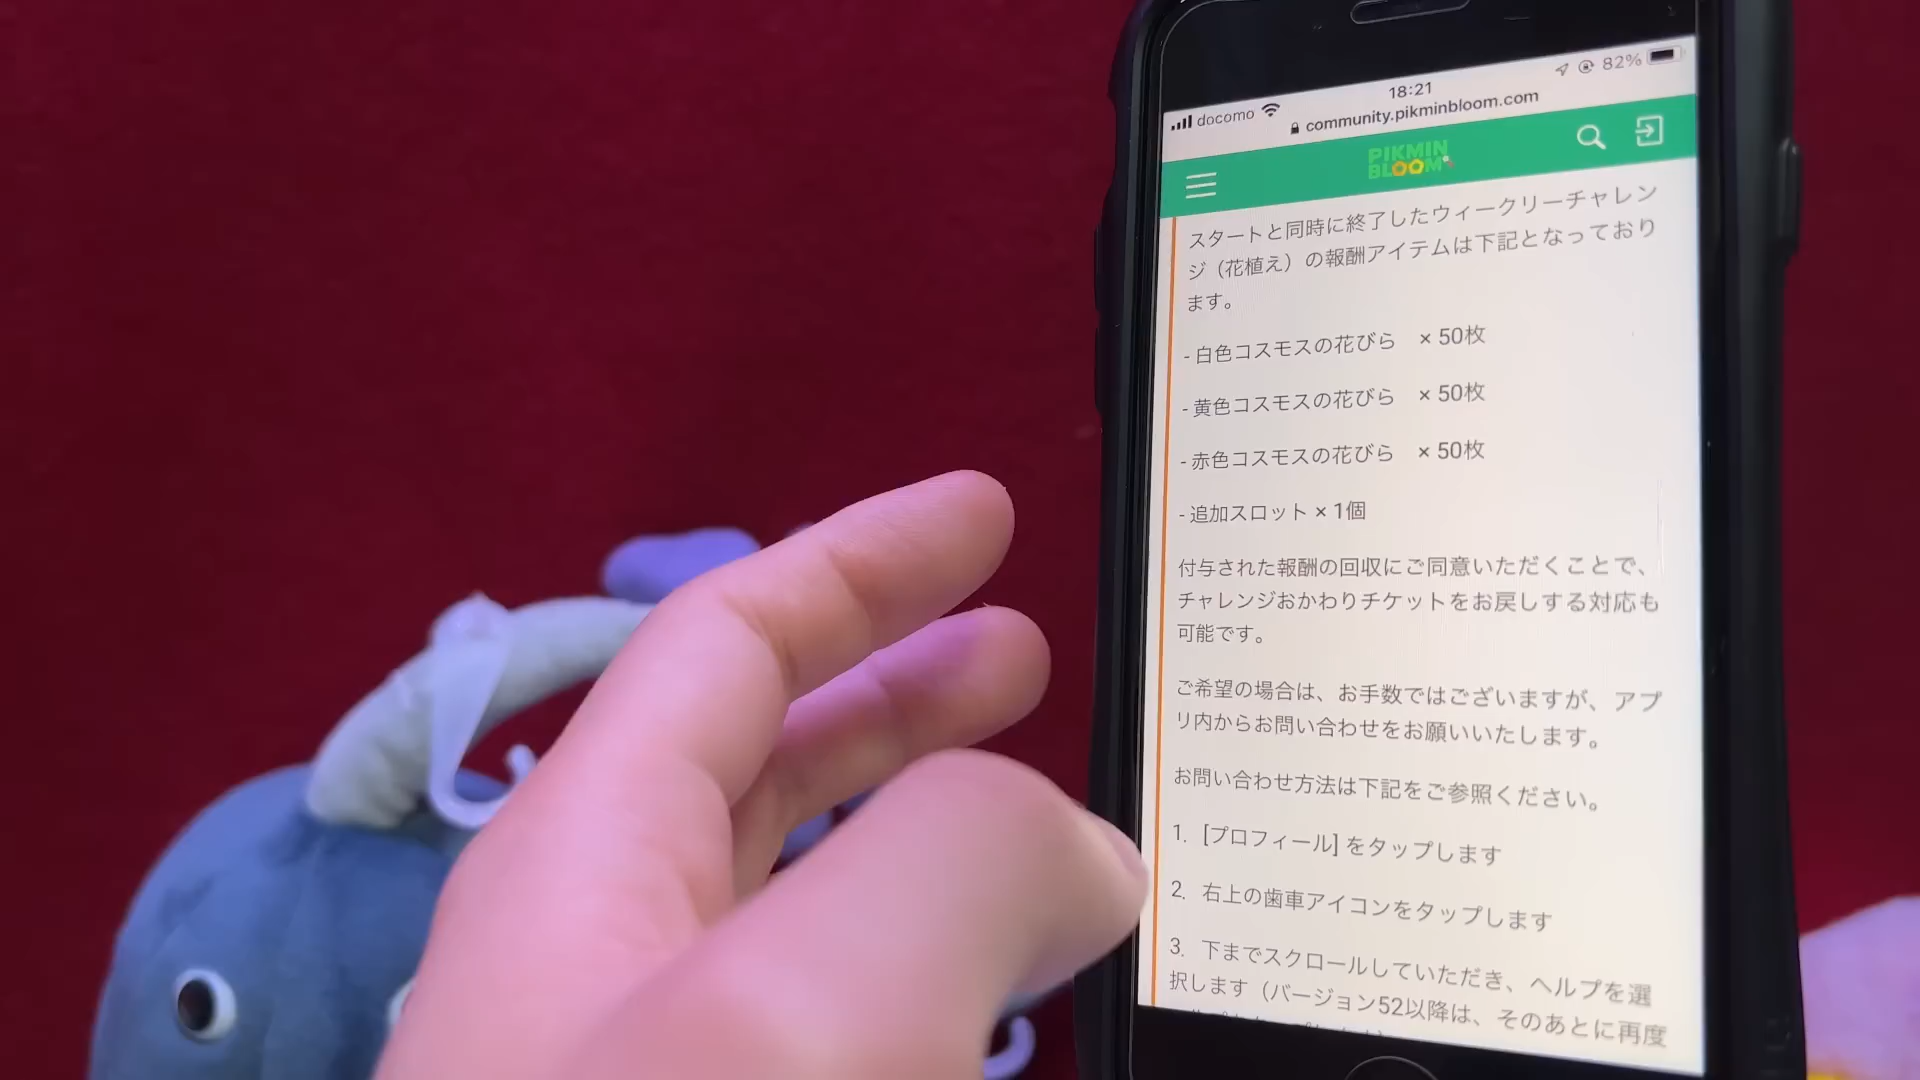 docomo
18:21
82%
community.pikminbloom.com
PIKMIN
BLOOM
スタートと同時に終了したウィークリーチャレン
ジ（花植え）の報酬アイテムは下記となっており
ます。
- 白色コスモスの花びら　× 50枚
- 黄色コスモスの花びら　× 50枚
- 赤色コスモスの花びら　× 50枚
- 追加スロット × 1個
付与された報酬の回収にご同意いただくことで、
チャレンジおかわりチケットをお戻しする対応も
可能です。
ご希望の場合は、お手数ではございますが、アプ
リ内からお問い合わせをお願いいたします。
お問い合わせ方法は下記をご参照ください。
1. [プロフィール] をタップします
2. 右上の歯車アイコンをタップします
3. 下までスクロールしていただき、ヘルプを選
択します（バージョン52以降は、そのあとに再度